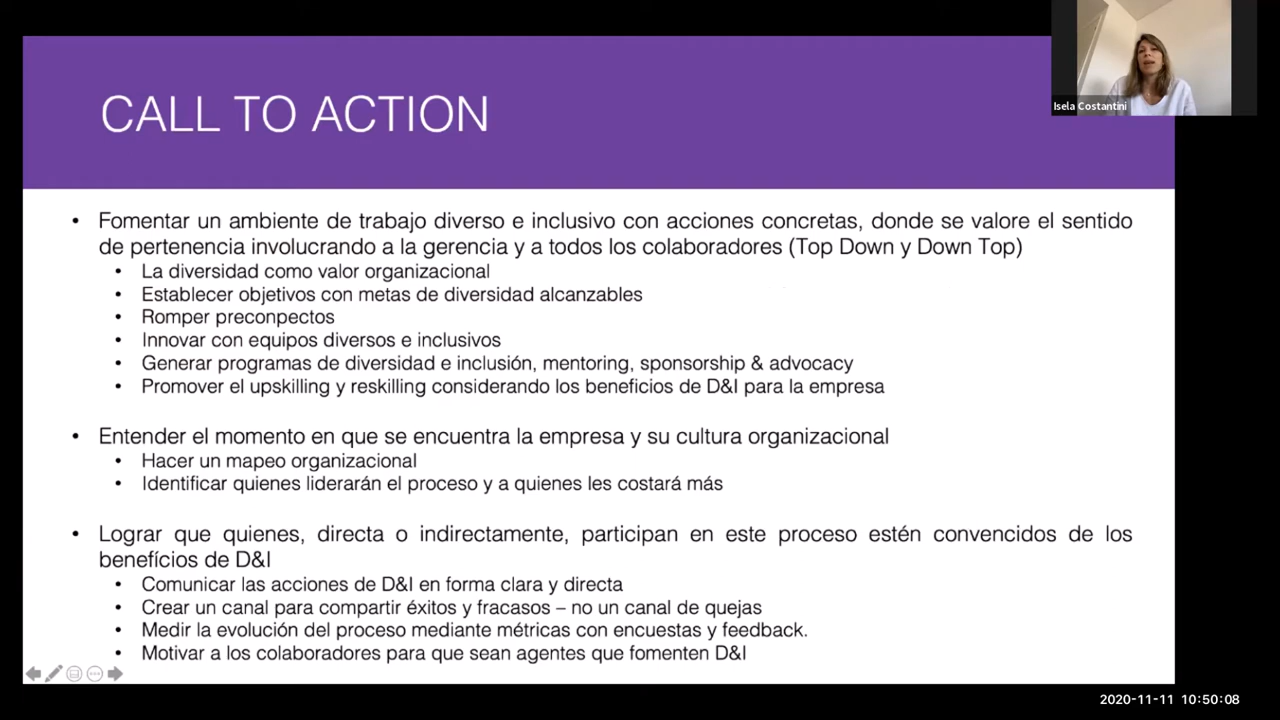 CALL TO ACTION
Isela Costantini
• Fomentar un ambiente de trabajo diverso e inclusivo con acciones concretas, donde se valore el sentido
de pertenencia involucrando a la gerencia y a todos los colaboradores (Top Down y Down Top)
• La diversidad como valor organizacional
• Establecer objetivos con metas de diversidad alcanzables
• Romper preconpectos
• Innovar con equipos diversos e inclusivos
• Generar programas de diversidad e inclusión, mentoring, sponsorship & advocacy
• Promover el upskilling y reskilling considerando los beneficios de D&I para la empresa
• Entender el momento en que se encuentra la empresa y su cultura organizacional
• Hacer un mapeo organizacional
• Identificar quienes liderarán el proceso y a quienes les costará más
• Lograr que quienes, directa o indirectamente, participan en este proceso estén convencidos de los
benefícios de D&I
• Comunicar las acciones de D&I en forma clara y directa
• Crear un canal para compartir éxitos y fracasos – no un canal de quejas
• Medir la evolución del proceso mediante métricas con encuestas y feedback.
• Motivar a los colaboradores para que sean agentes que fomenten D&I
2020-11-11 10:50:08